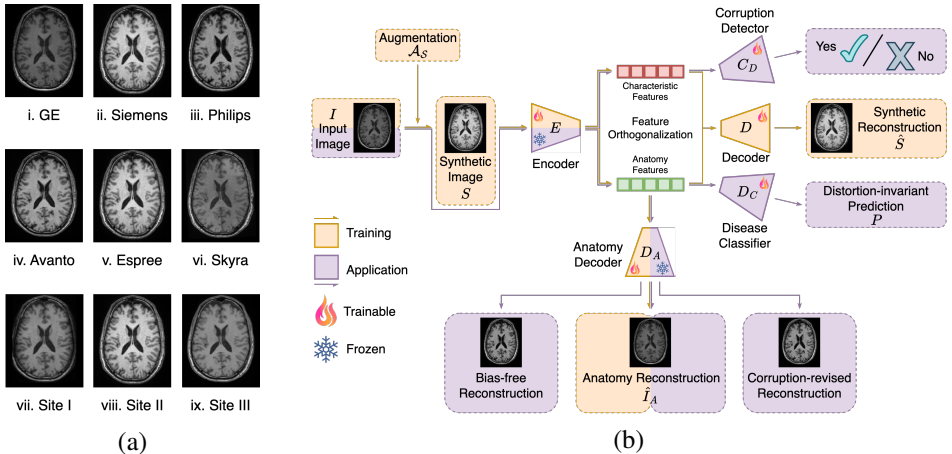 i. GE
ii. Siemens
iii. Philips
iv. Avanto
v. Espree
vi. Skyra
vii. Site I
viii. Site II
ix. Site III
(a)
Augmentation
𝒜_S
I
Input
Image
Synthetic
Image
S
E
Encoder
Characteristic
Features
Feature
Orthogonalization
Anatomy
Features
Corruption
Detector
C_D
Yes
/
No
D
Decoder
Synthetic
Reconstruction
Ŝ
D_C
Disease
Classifier
Distortion-invariant
Prediction
P
Training
Application
Trainable
Frozen
Anatomy
Decoder
D_A
Bias-free
Reconstruction
Anatomy Reconstruction
Î_A
Corruption-revised
Reconstruction
(b)